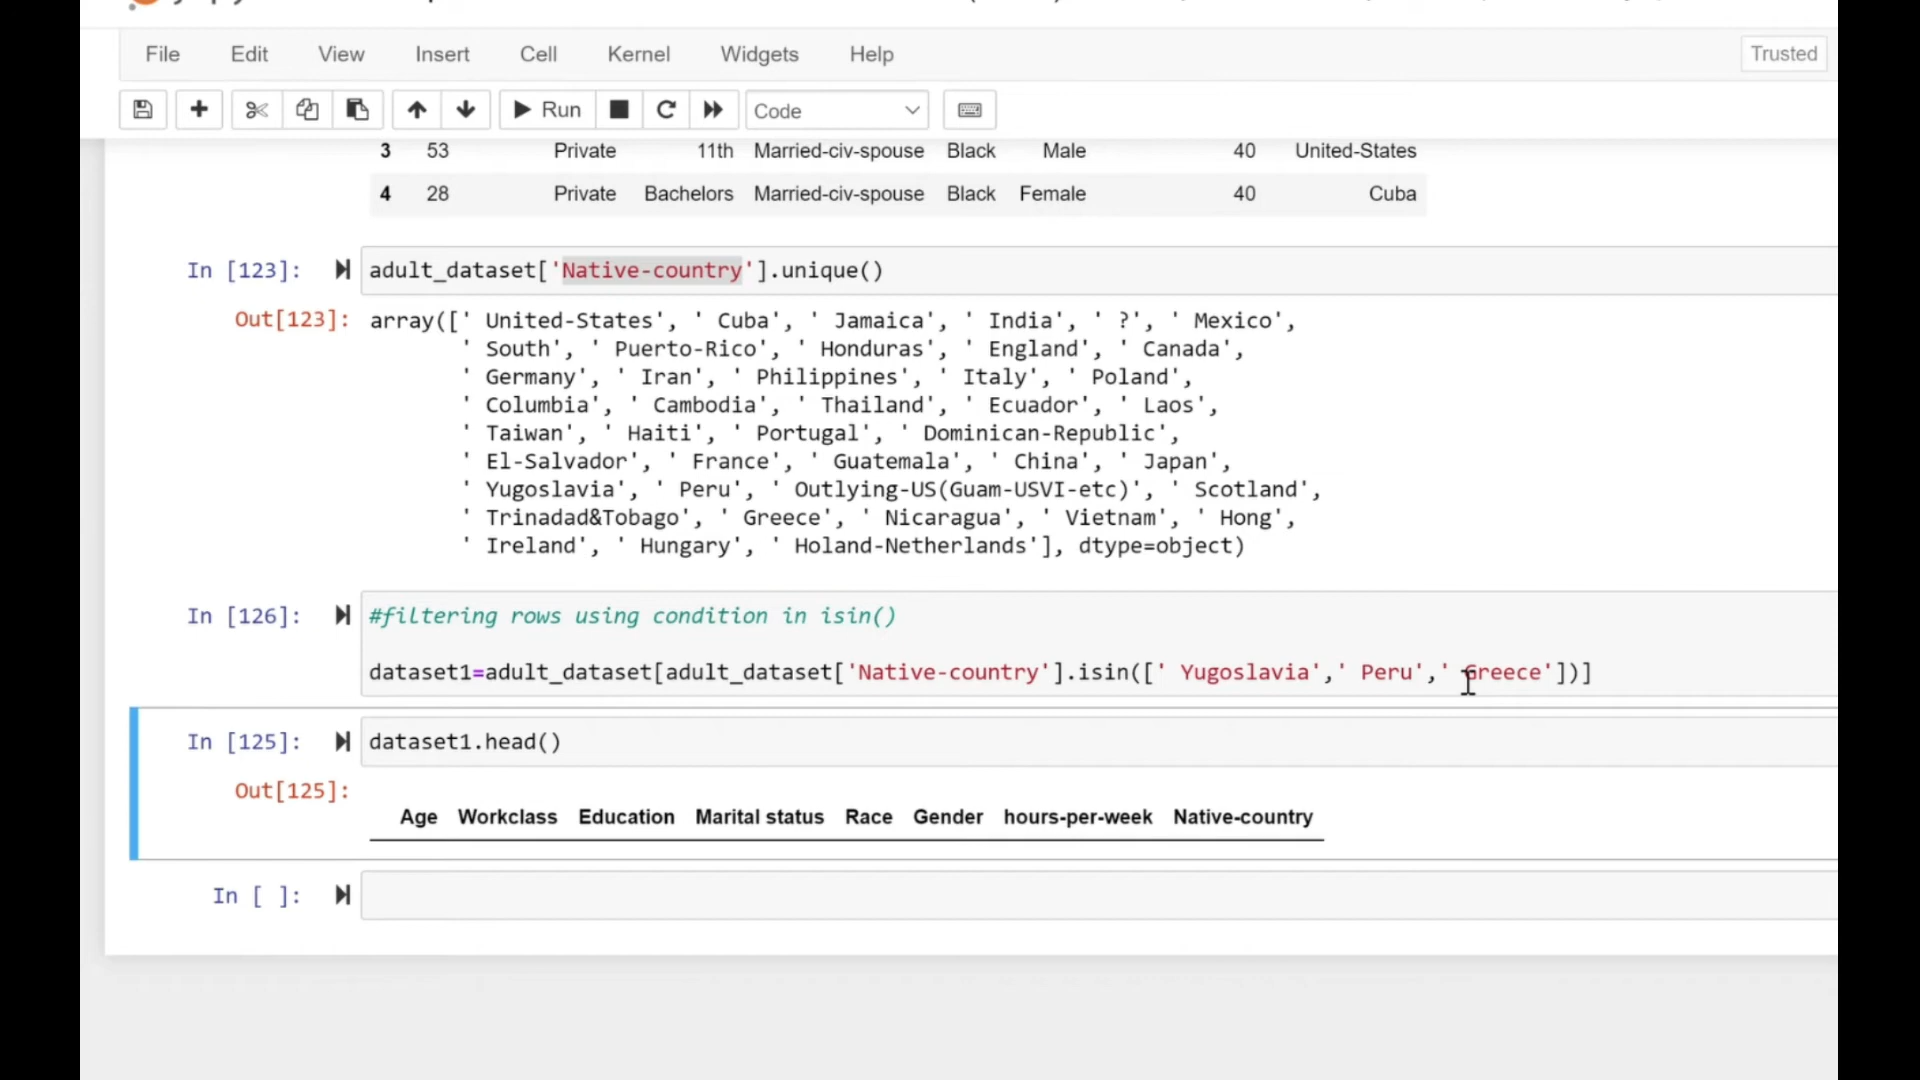 File Edit View Insert Cell Kernel Widgets Help Trusted
Run Code
3 53 Private 11th Married-civ-spouse Black Male 40 United-States
4 28 Private Bachelors Married-civ-spouse Black Female 40 Cuba
In [123]: adult_dataset['Native-country'].unique()
Out[123]: array([' United-States', ' Cuba', ' Jamaica', ' India', ' ?', ' Mexico',
' South', ' Puerto-Rico', ' Honduras', ' England', ' Canada',
' Germany', ' Iran', ' Philippines', ' Italy', ' Poland',
' Columbia', ' Cambodia', ' Thailand', ' Ecuador', ' Laos',
' Taiwan', ' Haiti', ' Portugal', ' Dominican-Republic',
' El-Salvador', ' France', ' Guatemala', ' China', ' Japan',
' Yugoslavia', ' Peru', ' Outlying-US(Guam-USVI-etc)', ' Scotland',
' Trinadad&Tobago', ' Greece', ' Nicaragua', ' Vietnam', ' Hong',
' Ireland', ' Hungary', ' Holand-Netherlands'], dtype=object)
In [126]: #filtering rows using condition in isin()
dataset1=adult_dataset[adult_dataset['Native-country'].isin([' Yugoslavia',' Peru',' Greece'])]
In [125]: dataset1.head()
Out[125]:
Age Workclass Education Marital status Race Gender hours-per-week Native-country
In [ ]: